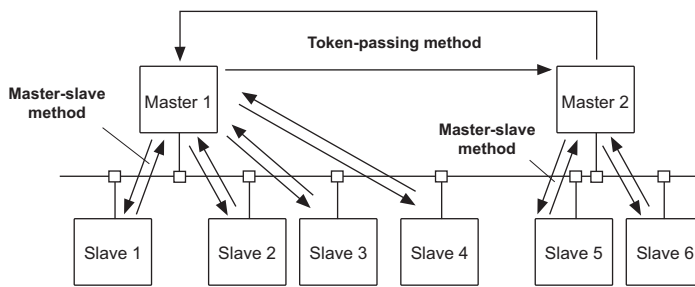 Token-passing method
Master-slave
method
Master 1
Master 2
Master-slave
method
Slave 1
Slave 2
Slave 3
Slave 4
Slave 5
Slave 6